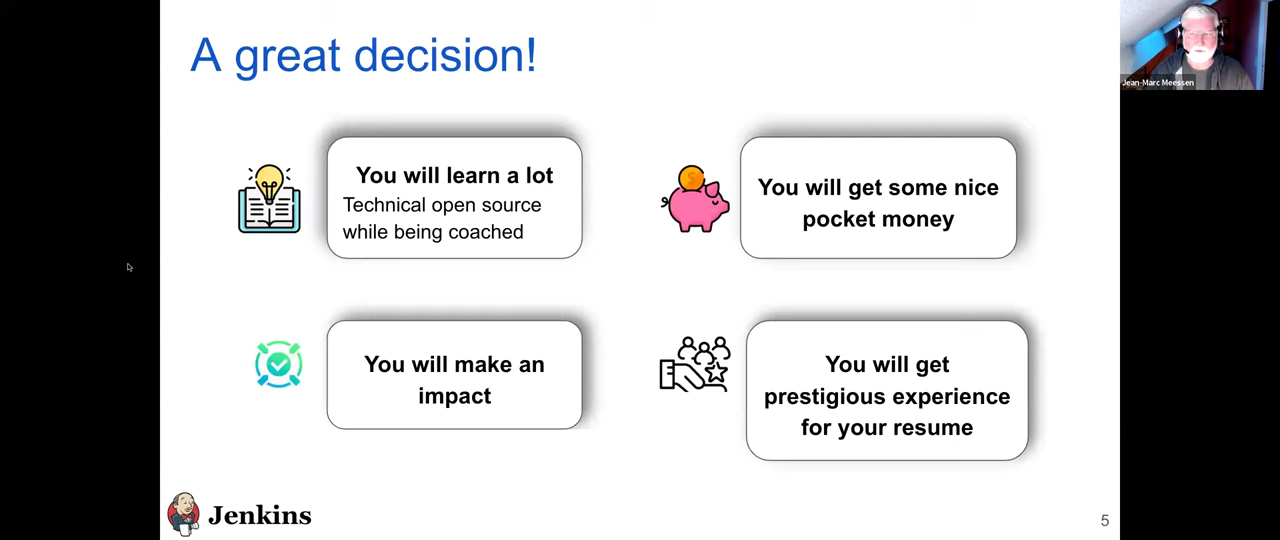 A great decision!
You will learn a lot
Technical open source
while being coached
You will get some nice
pocket money
You will make an
impact
You will get
prestigious experience
for your resume
Jenkins
5
Jean-Marc Meessen